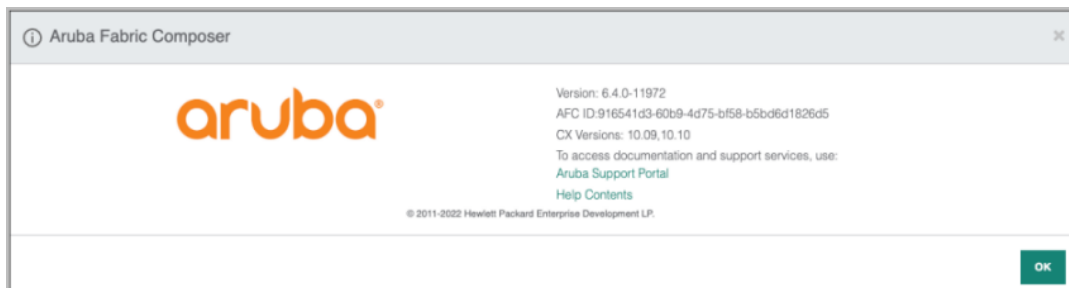 Aruba Fabric Composer
×
aruba®
Version: 6.4.0-11972
AFC ID:916541d3-60b9-4d75-bf58-b5bd6d1826d5
CX Versions: 10.09,10.10
To access documentation and support services, use:
Aruba Support Portal
Help Contents
© 2011-2022 Hewlett Packard Enterprise Development LP.
OK